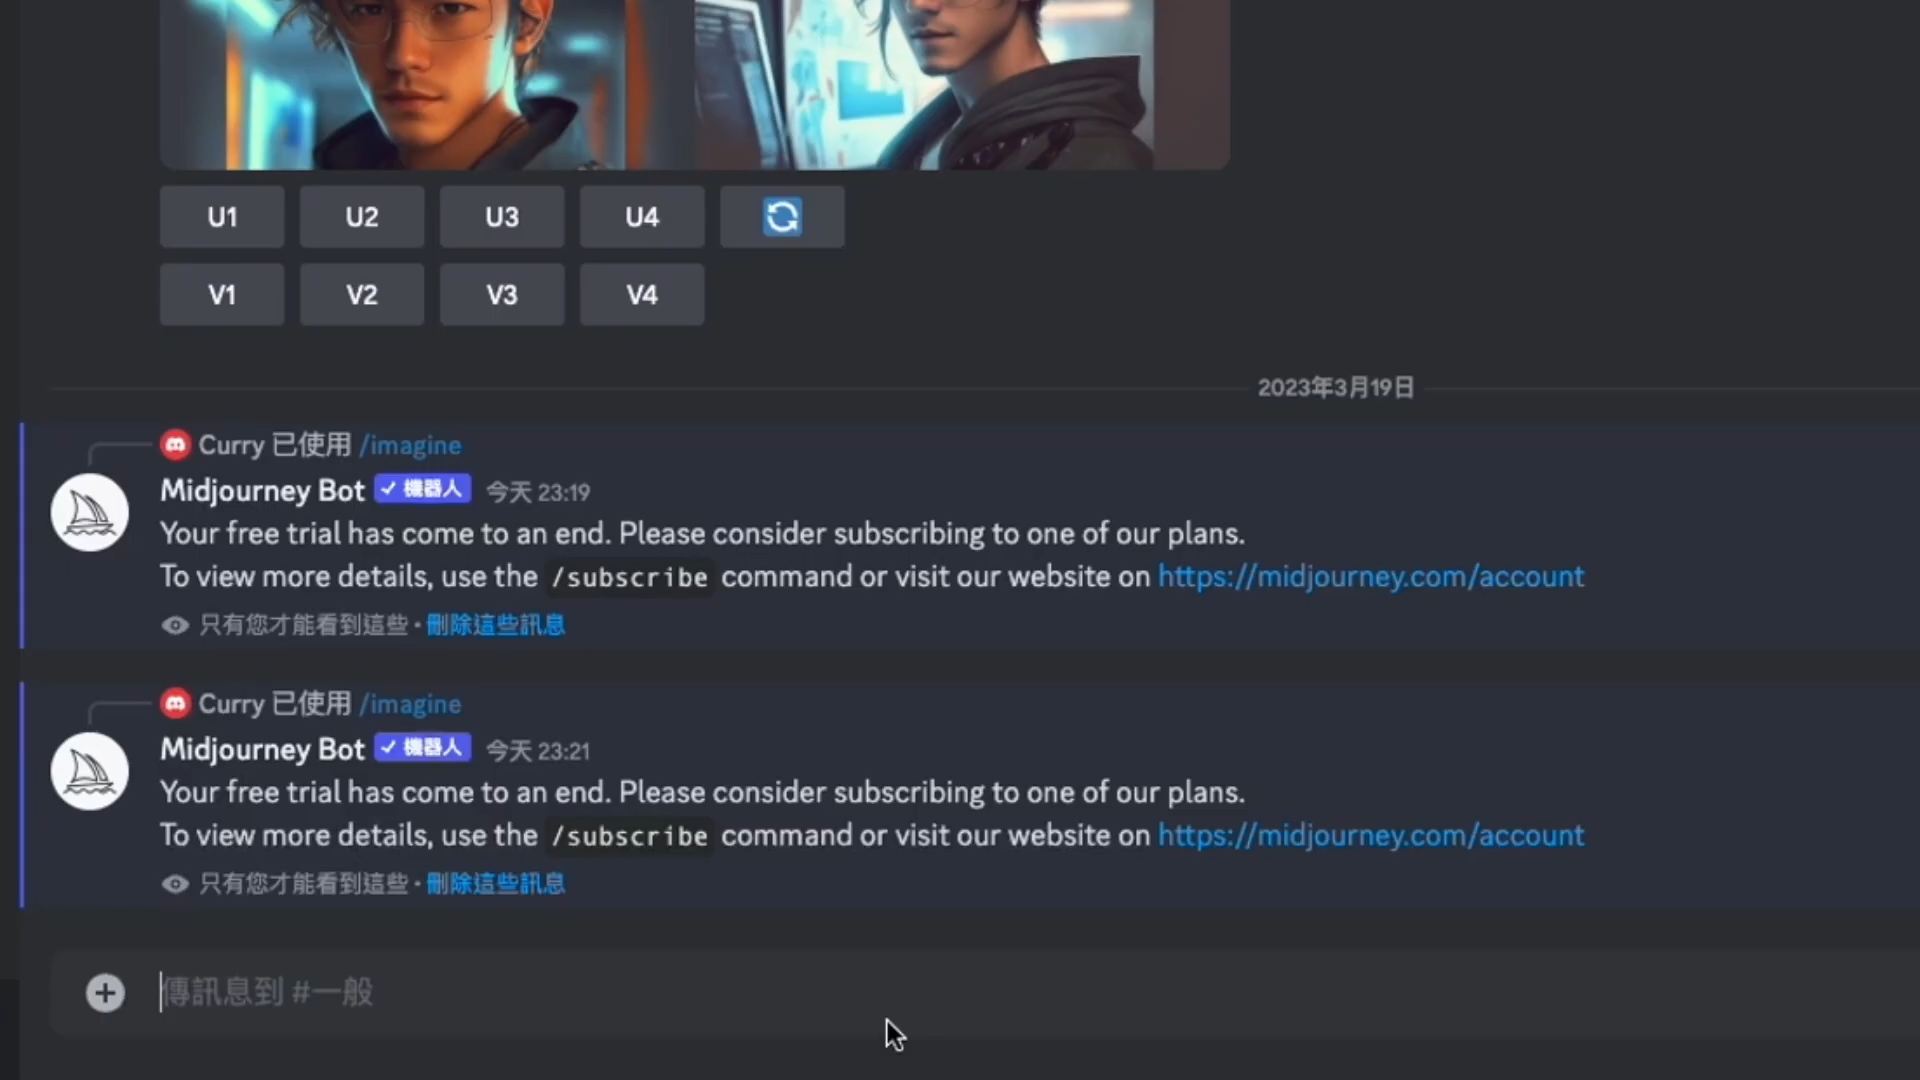 U1 U2 U3 U4
V1 V2 V3 V4
2023年3月19日
Curry 已使用 /imagine
Midjourney Bot ✓ 機器人 今天 23:19
Your free trial has come to an end. Please consider subscribing to one of our plans.
To view more details, use the /subscribe command or visit our website on https://midjourney.com/account
只有您才能看到這些 • 刪除這些訊息
Curry 已使用 /imagine
Midjourney Bot ✓ 機器人 今天 23:21
Your free trial has come to an end. Please consider subscribing to one of our plans.
To view more details, use the /subscribe command or visit our website on https://midjourney.com/account
只有您才能看到這些 • 刪除這些訊息
傳訊息到 #一般